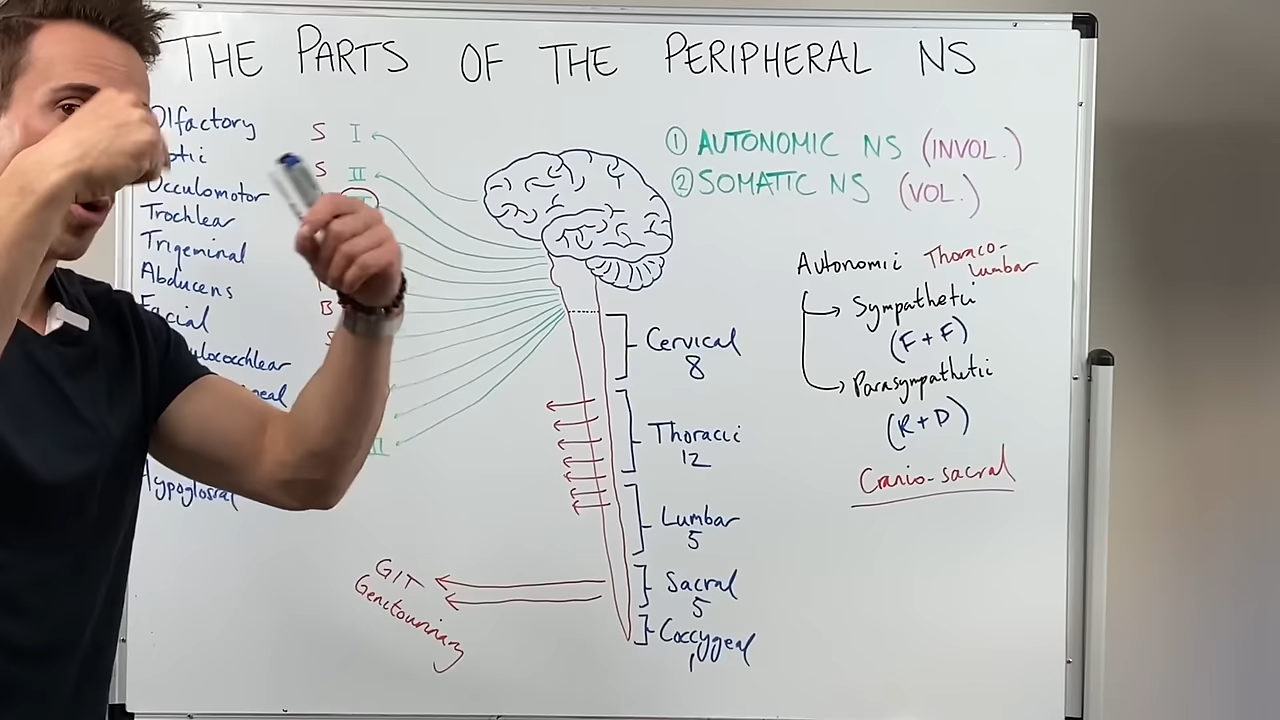 THE PARTS OF THE PERIPHERAL NS
Olfactory S I
S II
Occulomotor
Trochlear
Trigeminal
Abducens
Facial B
① AUTONOMIC NS (INVOL.)
② SOMATIC NS (VOL.)
Autonomic Thoraco-
lumbar
Sympathetic
(F + F)
Parasympathetic
(R + D)
Cranio-sacral
Cervical
8
Thoracic
12
Lumbar
5
Sacral
5
Coccygeal
1
Hypoglossal
GIT
Genitourinary